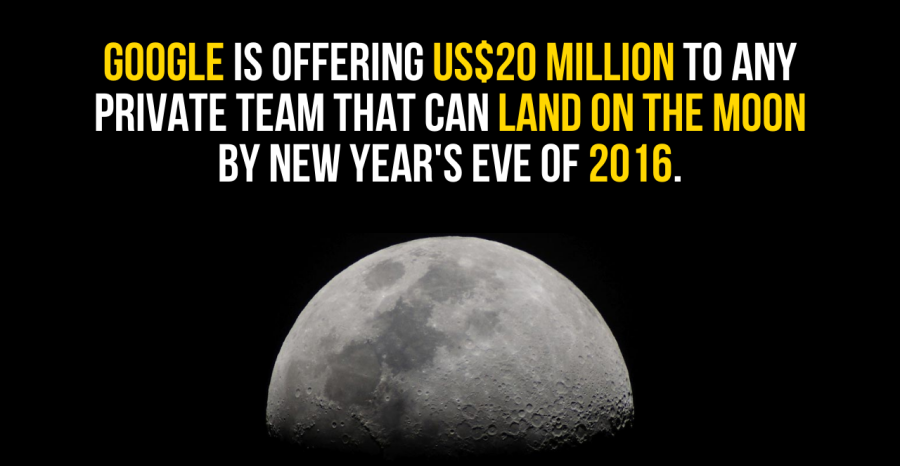 GOOGLE IS OFFERING US$20 MILLION TO ANY
PRIVATE TEAM THAT CAN LAND ON THE MOON
BY NEW YEAR'S EVE OF 2016.